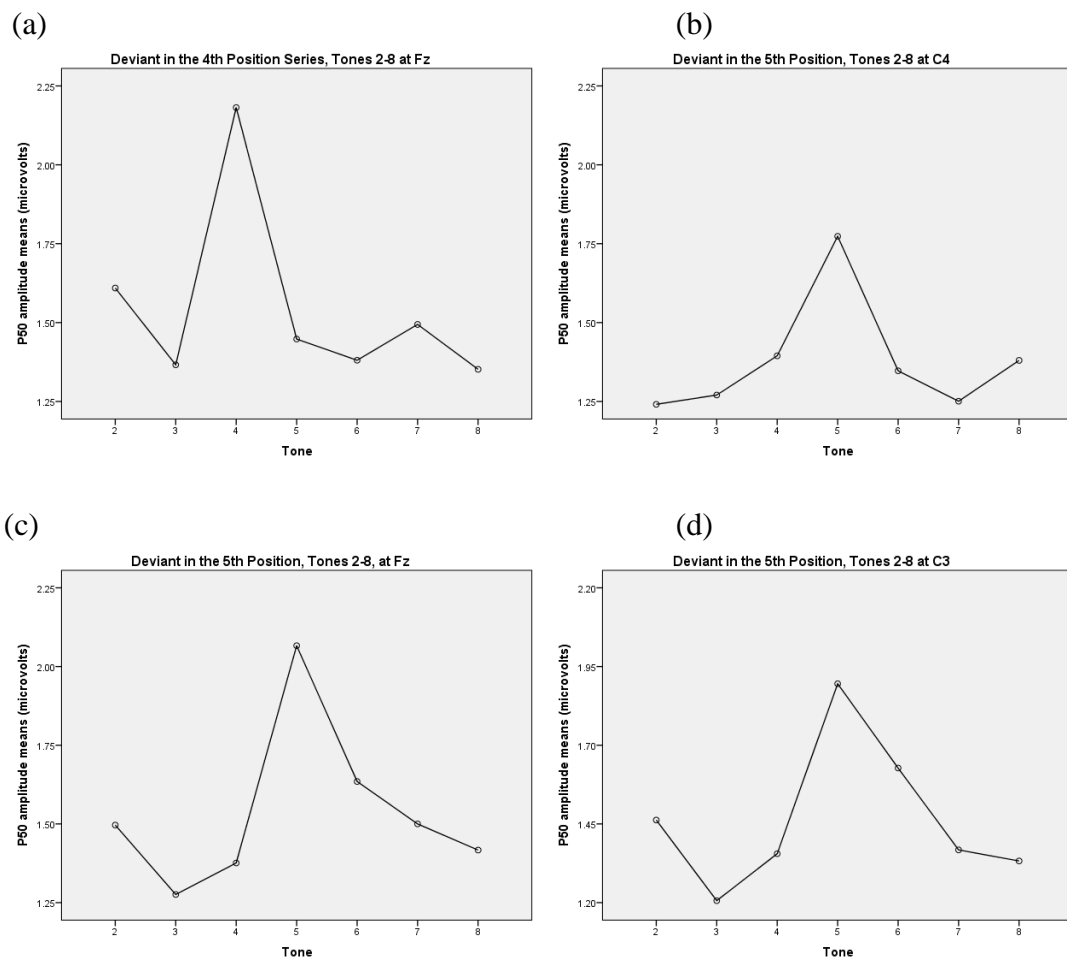 (a)
Deviant in the 4th Position Series, Tones 2-8 at Fz
P50 amplitude means (microvolts)
2.25
2.00
1.75
1.50
1.25
2 3 4 5 6 7 8
Tone
(b)
Deviant in the 5th Position, Tones 2-8 at C4
P50 amplitude means (microvolts)
2.25
2.00
1.75
1.50
1.25
2 3 4 5 6 7 8
Tone
(c)
Deviant in the 5th Position, Tones 2-8, at Fz
P50 amplitude means (microvolts)
2.25
2.00
1.75
1.50
1.25
2 3 4 5 6 7 8
Tone
(d)
Deviant in the 5th Position, Tones 2-8 at C3
P50 amplitude means (microvolts)
2.20
1.95
1.70
1.45
1.20
2 3 4 5 6 7 8
Tone